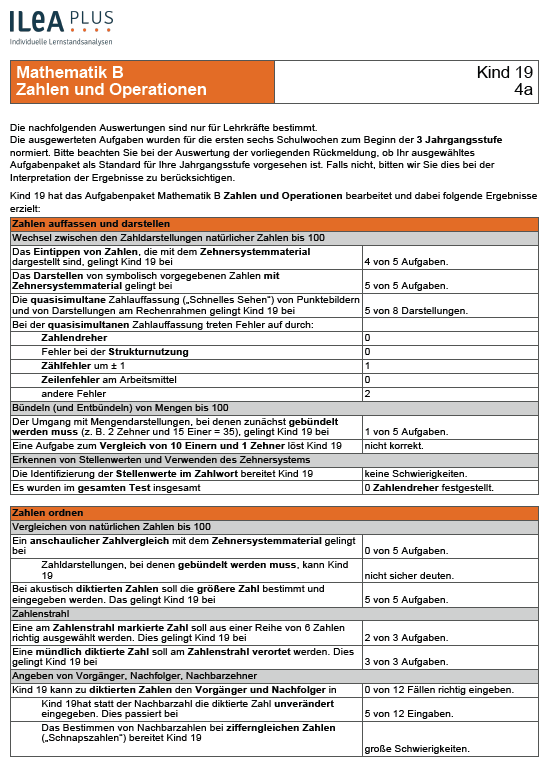 ILeA PLUS
Individuelle Lernstandsanalysen
Mathematik B
Zahlen und Operationen
Kind 19
4a
Die nachfolgenden Auswertungen sind nur für Lehrkräfte bestimmt.
Die ausgewerteten Aufgaben wurden für die ersten sechs Schulwochen zum Beginn der 3 Jahrgangsstufe
normiert. Bitte beachten Sie bei der Auswertung der vorliegenden Rückmeldung, ob Ihr ausgewähltes
Aufgabenpaket als Standard für Ihre Jahrgangsstufe vorgesehen ist. Falls nicht, bitten wir Sie dies bei der
Interpretation der Ergebnisse zu berücksichtigen.
Kind 19 hat das Aufgabenpaket Mathematik B Zahlen und Operationen bearbeitet und dabei folgende Ergebnisse
erzielt:
Zahlen auffassen und darstellen
Wechsel zwischen den Zahldarstellungen natürlicher Zahlen bis 100
Das Eintippen von Zahlen, die mit dem Zehnersystemmaterial
dargestellt sind, gelingt Kind 19 bei 4 von 5 Aufgaben.
Das Darstellen von symbolisch vorgegebenen Zahlen mit
Zehnersystemmaterial gelingt bei 5 von 5 Aufgaben.
Die quasisimultane Zahlauffassung („Schnelles Sehen“) von Punktebildern
und von Darstellungen am Rechenrahmen gelingt Kind 19 bei 5 von 8 Darstellungen.
Bei der quasisimultanen Zahlauffassung treten Fehler auf durch:
Zahlendreher 0
Fehler bei der Strukturnutzung 0
Zählfehler um ± 1 1
Zeilenfehler am Arbeitsmittel 0
andere Fehler 2
Bündeln (und Entbündeln) von Mengen bis 100
Der Umgang mit Mengendarstellungen, bei denen zunächst gebündelt
werden muss (z. B. 2 Zehner und 15 Einer = 35), gelingt Kind 19 bei 1 von 5 Aufgaben.
Eine Aufgabe zum Vergleich von 10 Einern und 1 Zehner löst Kind 19 nicht korrekt.
Erkennen von Stellenwerten und Verwenden des Zehnersystems
Die Identifizierung der Stellenwerte im Zahlwort bereitet Kind 19 keine Schwierigkeiten.
Es wurden im gesamten Test insgesamt 0 Zahlendreher festgestellt.
Zahlen ordnen
Vergleichen von natürlichen Zahlen bis 100
Ein anschaulicher Zahlvergleich mit dem Zehnersystemmaterial gelingt
bei 0 von 5 Aufgaben.
Zahldarstellungen, bei denen gebündelt werden muss, kann Kind
19 nicht sicher deuten.
Bei akustisch diktierten Zahlen soll die größere Zahl bestimmt und
eingegeben werden. Das gelingt Kind 19 bei 5 von 5 Aufgaben.
Zahlenstrahl
Eine am Zahlenstrahl markierte Zahl soll aus einer Reihe von 6 Zahlen
richtig ausgewählt werden. Dies gelingt Kind 19 bei 2 von 3 Aufgaben.
Eine mündlich diktierte Zahl soll am Zahlenstrahl verortet werden. Dies
gelingt Kind 19 bei 3 von 3 Aufgaben.
Angeben von Vorgänger, Nachfolger, Nachbarzehner
Kind 19 kann zu diktierten Zahlen den Vorgänger und Nachfolger in 0 von 12 Fällen richtig eingeben.
Kind 19hat statt der Nachbarzahl die diktierte Zahl unverändert
eingegeben. Dies passiert bei 5 von 12 Eingaben.
Das Bestimmen von Nachbarzahlen bei zifferngleichen Zahlen
(„Schnapszahlen“) bereitet Kind 19 große Schwierigkeiten.